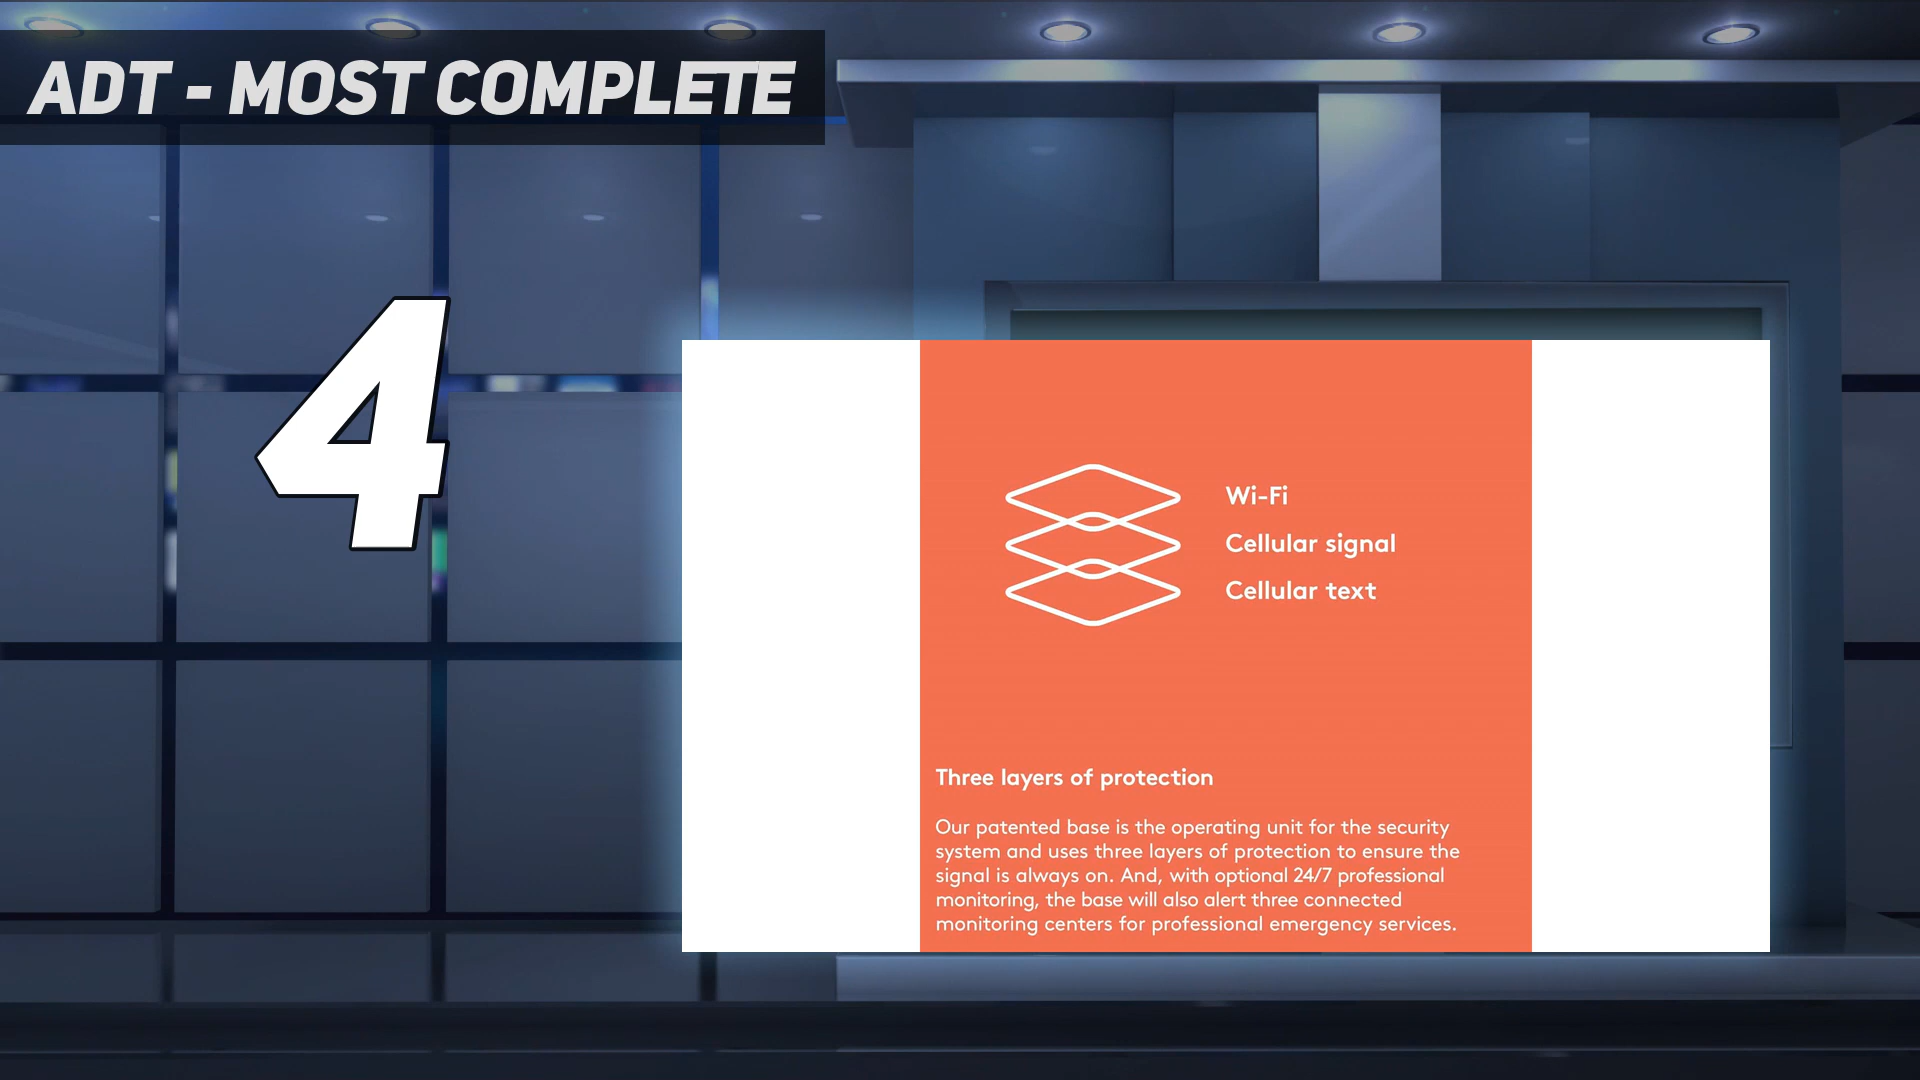 ADT - MOST COMPLETE
4
Wi-Fi
Cellular signal
Cellular text
Three layers of protection
Our patented base is the operating unit for the security
system and uses three layers of protection to ensure the
signal is always on. And, with optional 24/7 professional
monitoring, the base will also alert three connected
monitoring centers for professional emergency services.